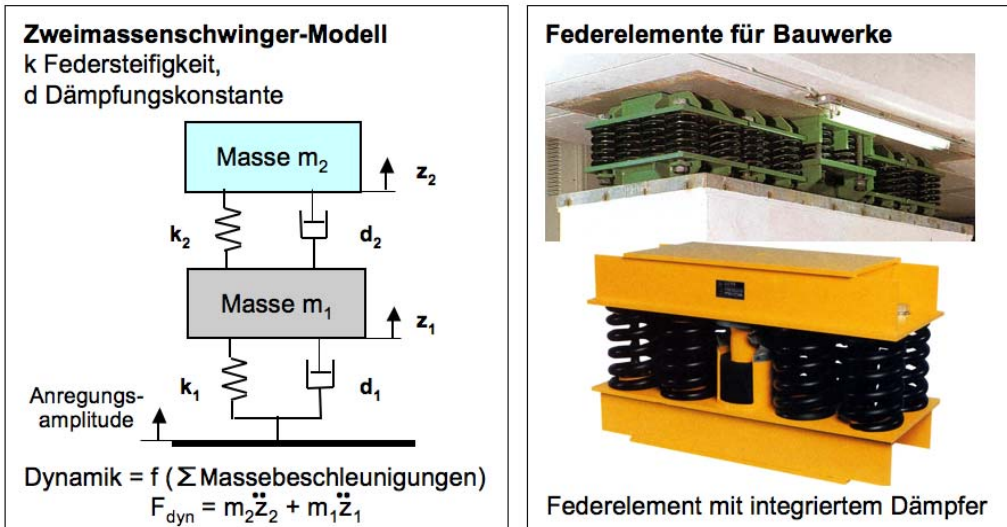 Zweimassenschwinger-Modell
k Federsteifigkeit,
d Dämpfungskonstante
Masse m₂
z₂
k₂
d₂
Masse m₁
z₁
k₁
d₁
Anregungs-
amplitude
Dynamik = f ( Σ Massebeschleunigungen)
F_dyn = m₂z̈₂ + m₁z̈₁
Federelemente für Bauwerke
Federelement mit integriertem Dämpfer